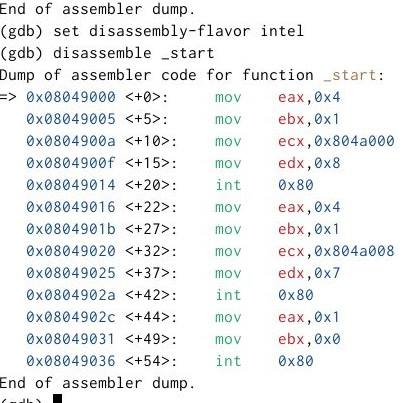 End of assembler dump.
(gdb) set disassembly-flavor intel
(gdb) disassemble _start
Dump of assembler code for function _start:
=> 0x08049000 <+0>:     mov    eax,0x4
   0x08049005 <+5>:     mov    ebx,0x1
   0x0804900a <+10>:    mov    ecx,0x804a000
   0x0804900f <+15>:    mov    edx,0x8
   0x08049014 <+20>:    int    0x80
   0x08049016 <+22>:    mov    eax,0x4
   0x0804901b <+27>:    mov    ebx,0x1
   0x08049020 <+32>:    mov    ecx,0x804a008
   0x08049025 <+37>:    mov    edx,0x7
   0x0804902a <+42>:    int    0x80
   0x0804902c <+44>:    mov    eax,0x1
   0x08049031 <+49>:    mov    ebx,0x0
   0x08049036 <+54>:    int    0x80
End of assembler dump.
(gdb)